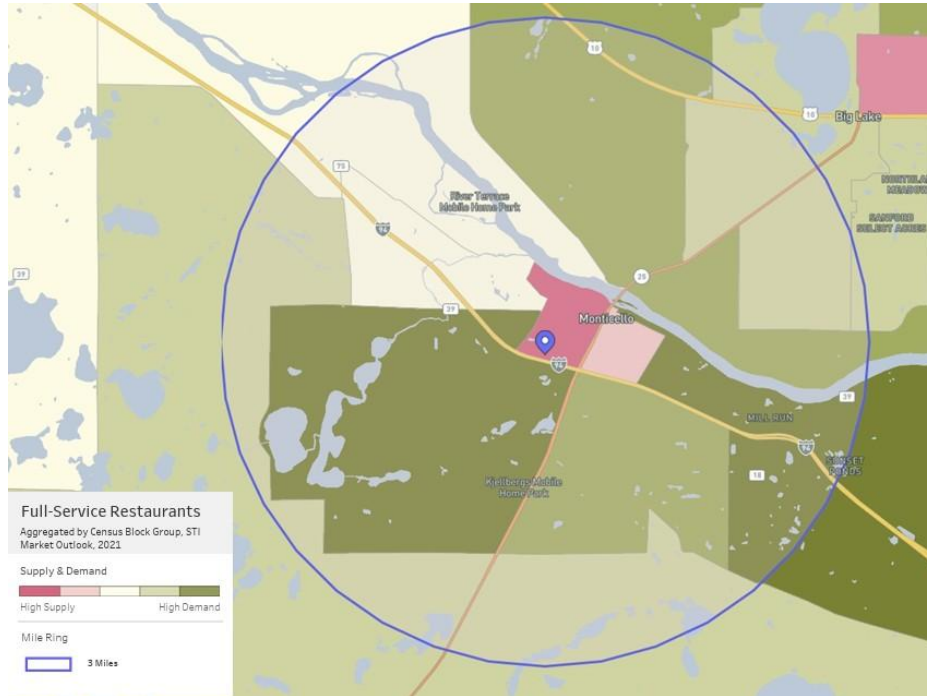 10
10
Big Lake
NORTHLA
MEADOW
75
River Terrace
Mobile Home Park
SANFORD
SELECT ACRES
94
39
25
39
Monticello
94
39
MILL RUN
94
SUNSET
PONDS
18
Kjellbergs Mobile
Home Park
Full-Service Restaurants
Aggregated by Census Block Group, STI
Market Outlook, 2021
Supply & Demand
High Supply
High Demand
Mile Ring
3 Miles